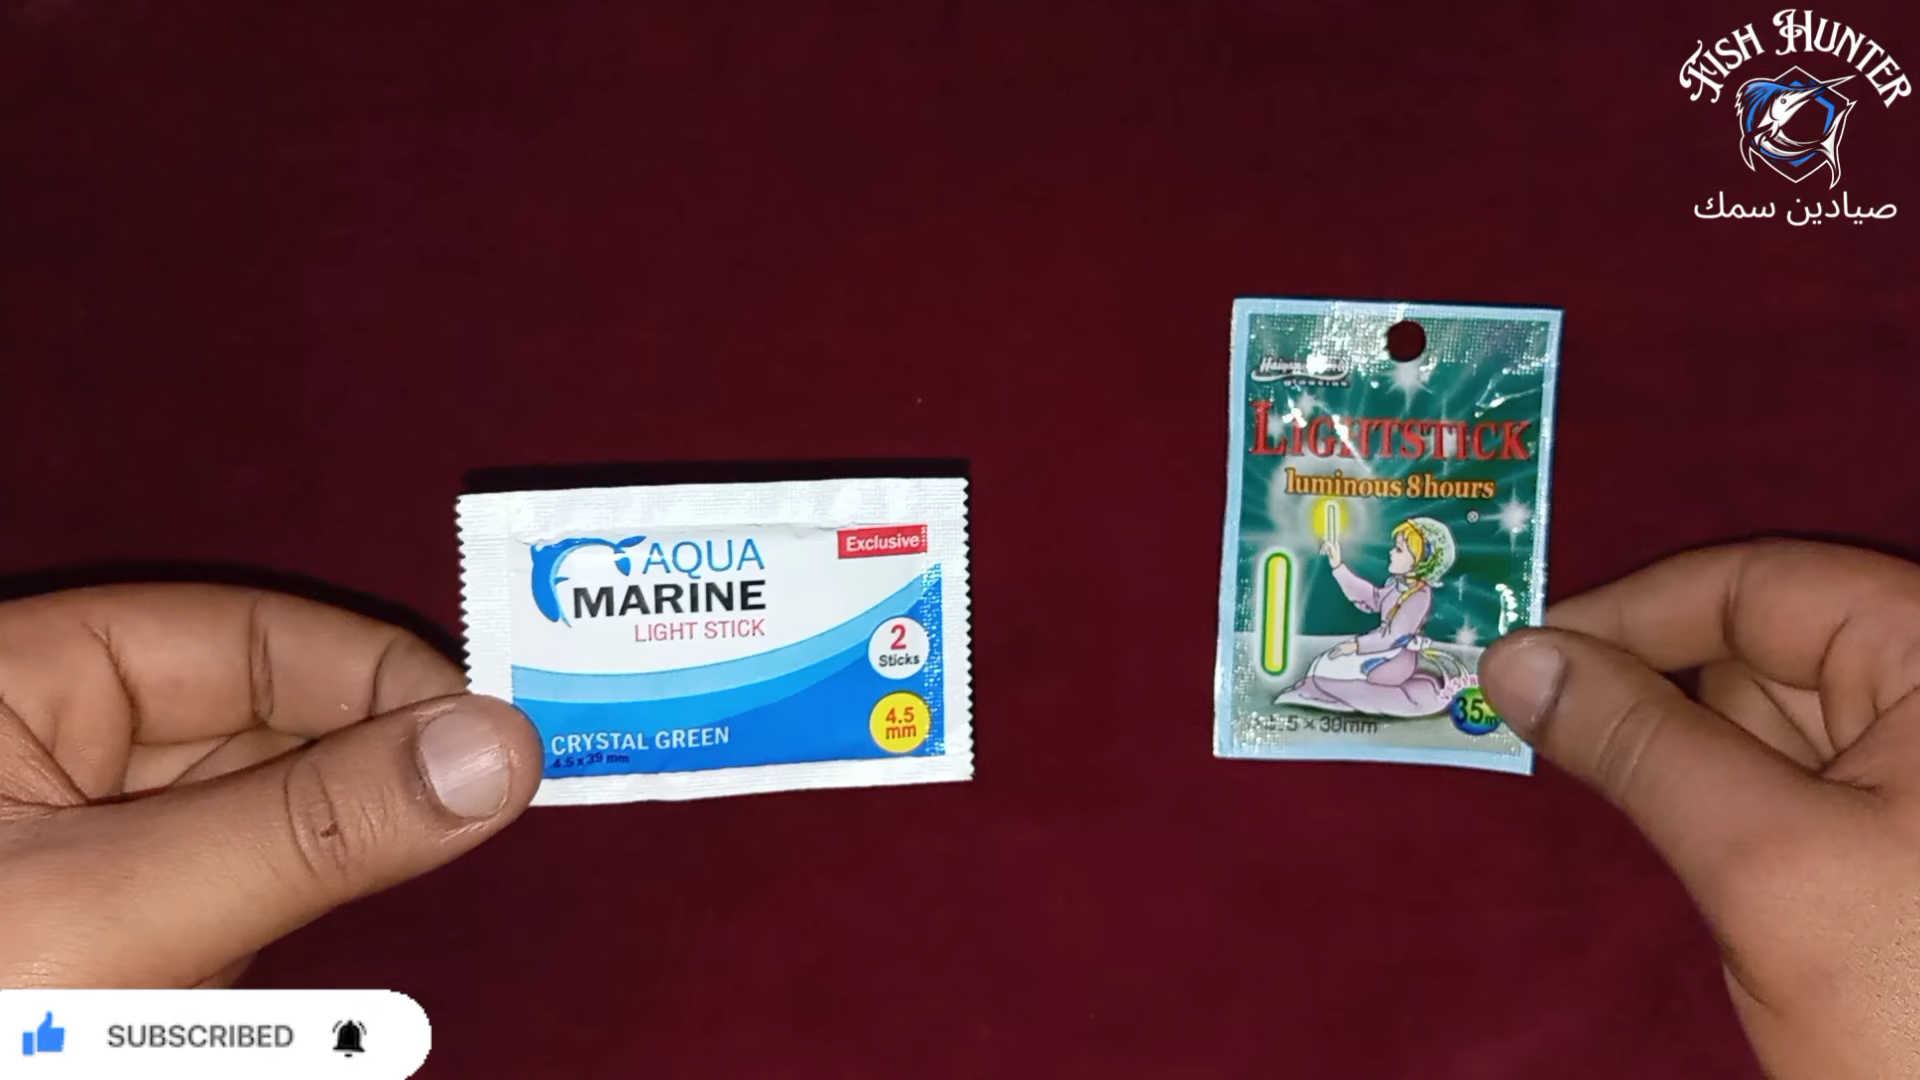 FISH HUNTER
صيادين سمك
AQUA
MARINE
LIGHT STICK
Exclusive
2
Sticks
4.5
mm
CRYSTAL GREEN
4.5 x 39 mm
LIGHTSTICK
luminous 8hours
®
35m
SUBSCRIBED